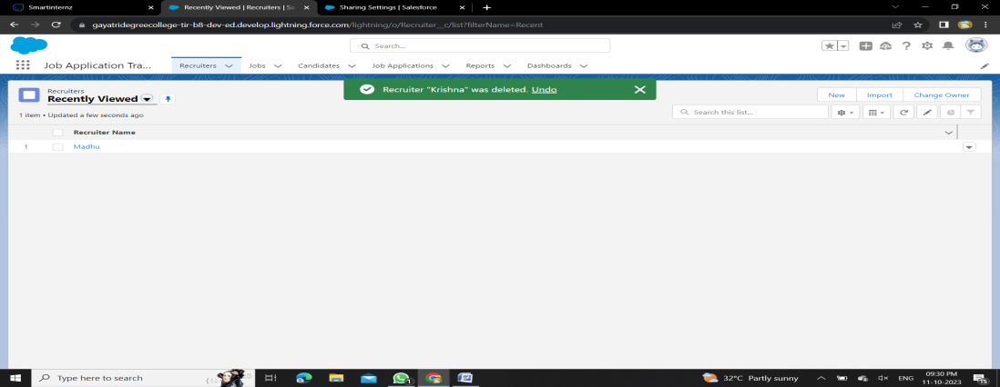 Smartinternz
Recently Viewed | Recruiters | Sa
Sharing Settings | Salesforce
gayatridegreecollege-tir-b8-dev-ed.develop.lightning.force.com/lightning/o/Recruiter__c/list?filterName=Recent
Search...
Job Application Tra...
Recruiters
Jobs
Candidates
Job Applications
Reports
Dashboards
Recruiter "Krishna" was deleted. Undo
Recruiters
Recently Viewed
New
Import
Change Owner
1 item • Updated a few seconds ago
Search this list...
Recruiter Name
1
Madhu
Type here to search
1
32°C Partly sunny
ENG
09:30 PM
11-10-2023
15